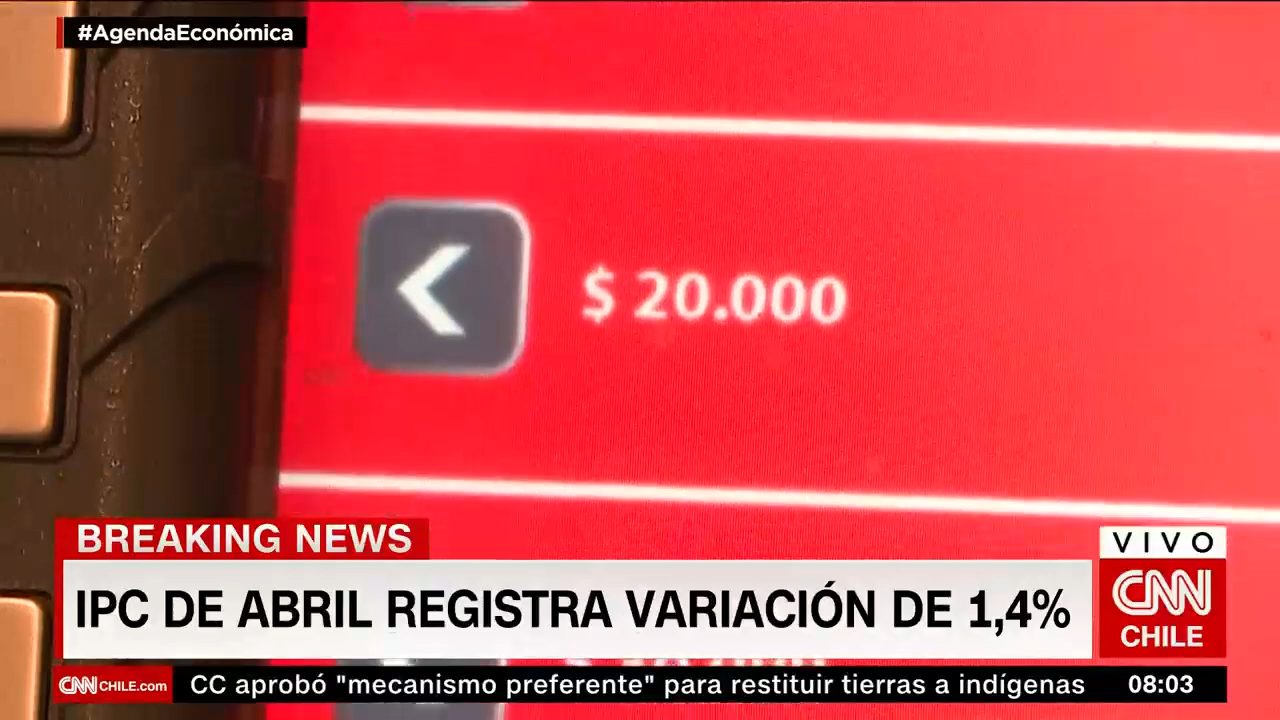 #AgendaEconómica
$ 20.000
BREAKING NEWS
IPC DE ABRIL REGISTRA VARIACIÓN DE 1,4%
VIVO
CNN
CHILE
CNNCHILE.com
CC aprobó "mecanismo preferente" para restituir tierras a indígenas
08:03